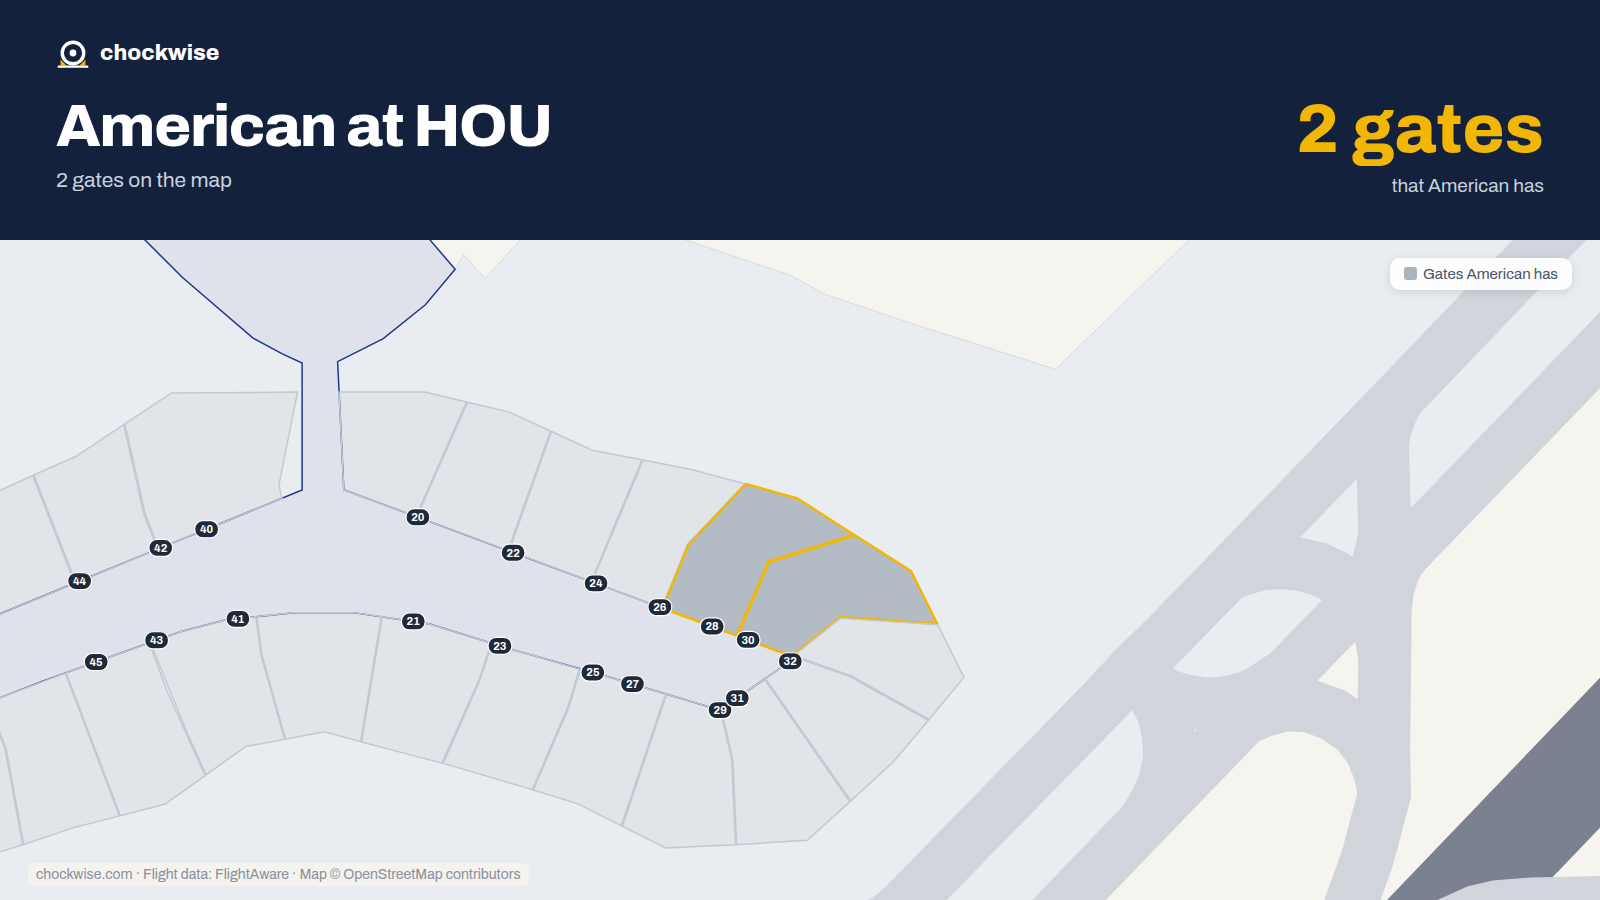 chockwise
American at HOU
2 gates on the map
2 gates
that American has
Gates American has
20
40
42
22
44
24
26
41
21
28
43
30
23
45
32
25
27
31
29
chockwise.com · Flight data: FlightAware · Map © OpenStreetMap contributors